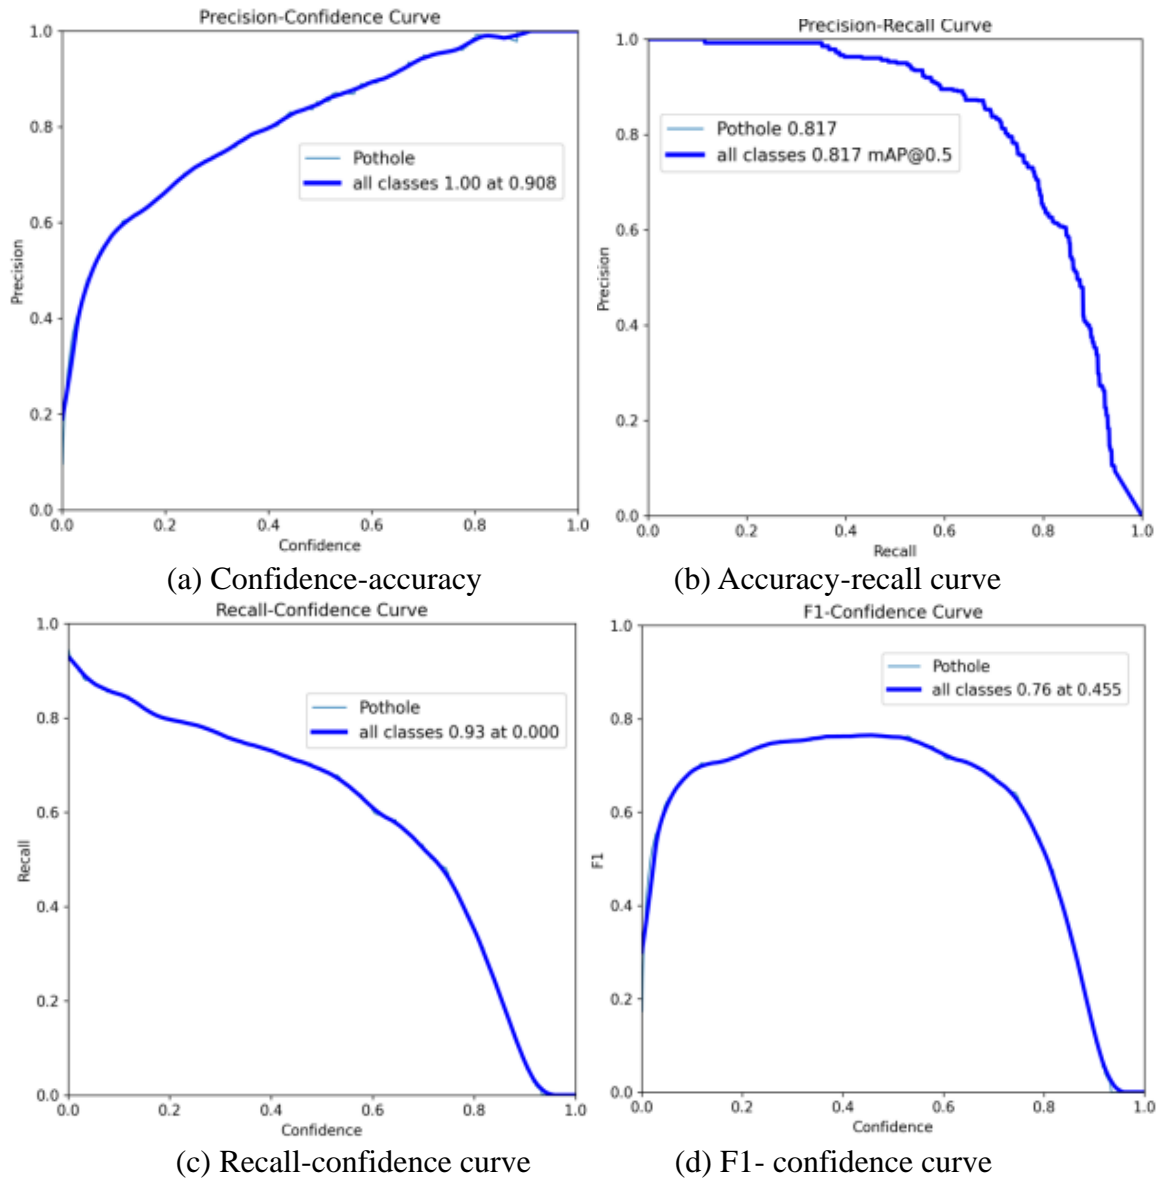 Precision-Confidence Curve
1.0
0.8
0.6
0.4
0.2
0.0
Precision
Pothole
all classes 1.00 at 0.908
0.0 0.2 0.4 0.6 0.8 1.0
Confidence
(a) Confidence-accuracy
Precision-Recall Curve
1.0
0.8
0.6
0.4
0.2
0.0
Precision
Pothole 0.817
all classes 0.817 mAP@0.5
0.0 0.2 0.4 0.6 0.8 1.0
Recall
(b) Accuracy-recall curve
Recall-Confidence Curve
1.0
0.8
0.6
0.4
0.2
0.0
Recall
Pothole
all classes 0.93 at 0.000
0.0 0.2 0.4 0.6 0.8 1.0
Confidence
(c) Recall-confidence curve
F1-Confidence Curve
1.0
0.8
0.6
0.4
0.2
0.0
F1
Pothole
all classes 0.76 at 0.455
0.0 0.2 0.4 0.6 0.8 1.0
Confidence
(d) F1- confidence curve